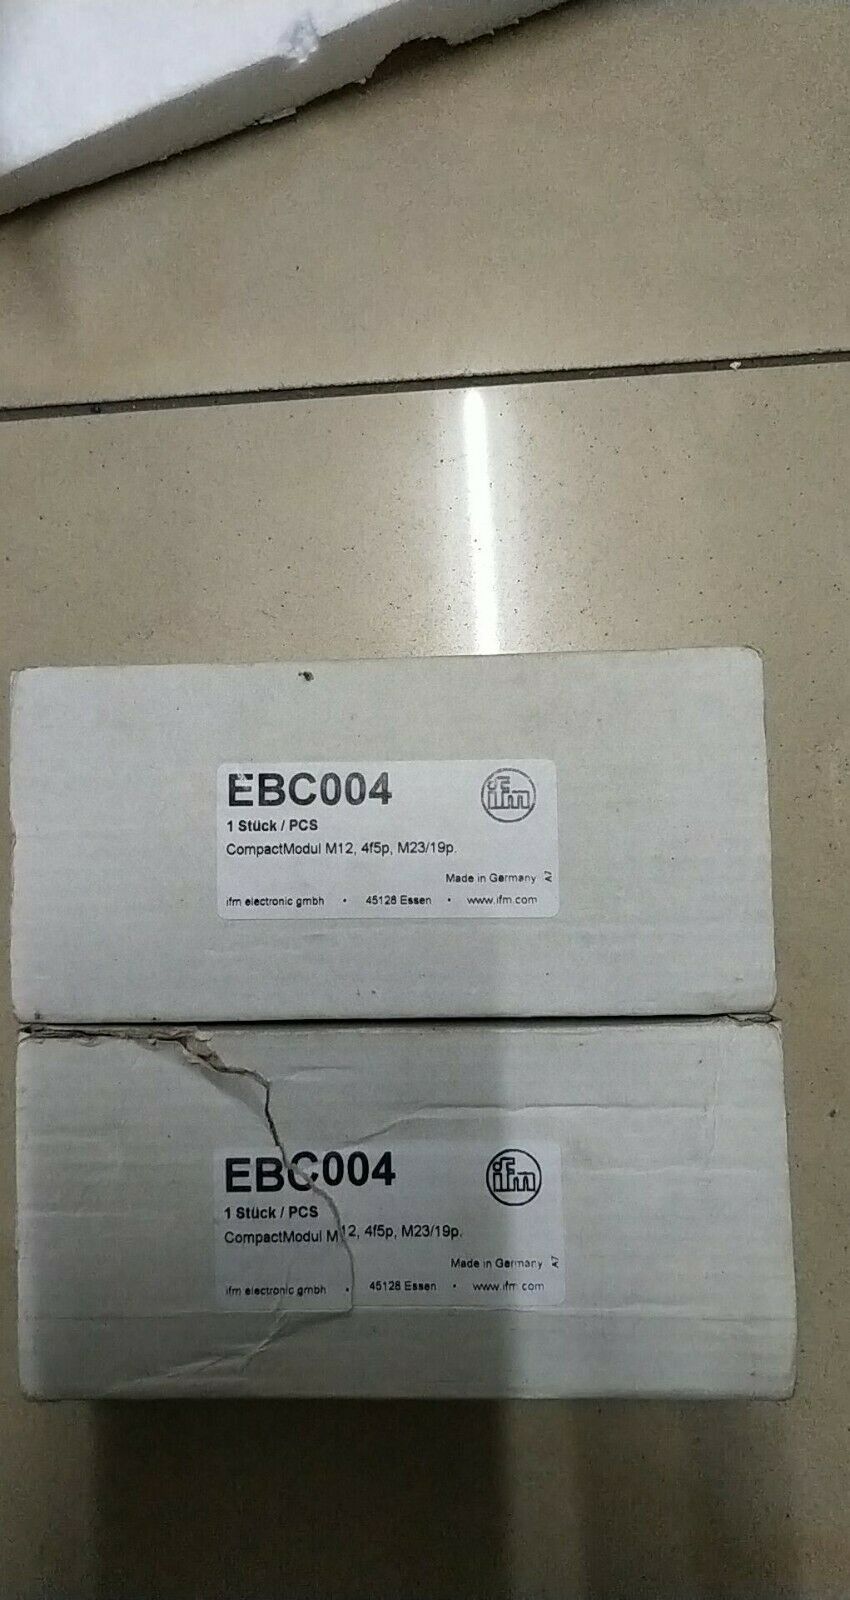 EBC004
ifm
1 Stück / PCS
CompactModul M12, 4f5p, M23/19p.
Made in Germany A7
ifm electronic gmbh • 45128 Essen • www.ifm.com
EBC004
ifm
1 Stück / PCS
CompactModul M12, 4f5p, M23/19p.
Made in Germany A7
ifm electronic gmbh • 45128 Essen • www.ifm.com